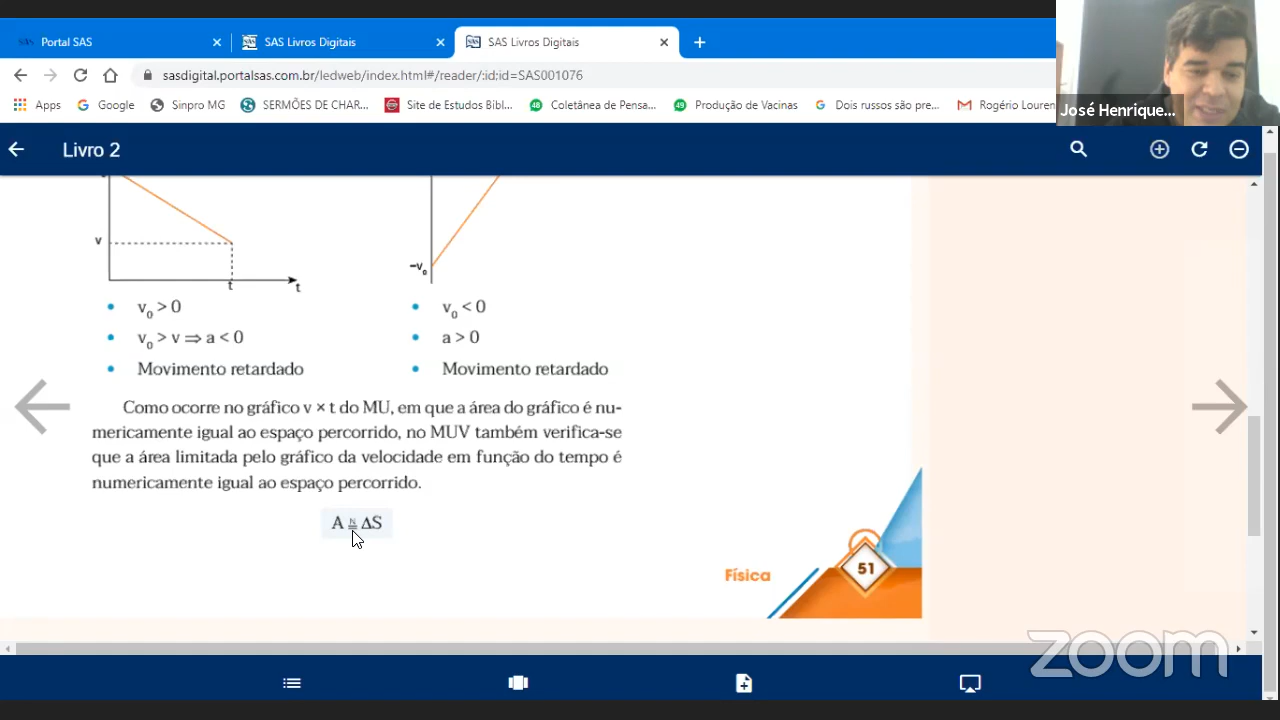 Portal SAS
SAS Livros Digitais
SAS Livros Digitais
sasdigital.portalsas.com.br/ledweb/index.html#/reader/:id:id=SAS001076
Apps Google Sinpro MG SERMÕES DE CHAR... Site de Estudos Bíbl... Coletânea de Pensa... Produção de Vacinas Dois russos são pre... Rogério Louren
José Henrique...
Livro 2
v
t
t
−v₀
• v₀ > 0
• v₀ > v ⇒ a < 0
• Movimento retardado
• v₀ < 0
• a > 0
• Movimento retardado
Como ocorre no gráfico v × t do MU, em que a área do gráfico é nu-
mericamente igual ao espaço percorrido, no MUV também verifica-se
que a área limitada pelo gráfico da velocidade em função do tempo é
numericamente igual ao espaço percorrido.
A ≝ ΔS
Física
51
zoom